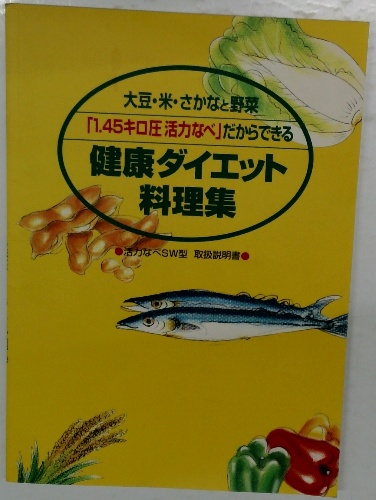 大豆・米・さかなと野菜
「1.45キロ圧 活力なべ」だからできる
健康ダイエット
料理集
●活力なべSW型 取扱説明書●